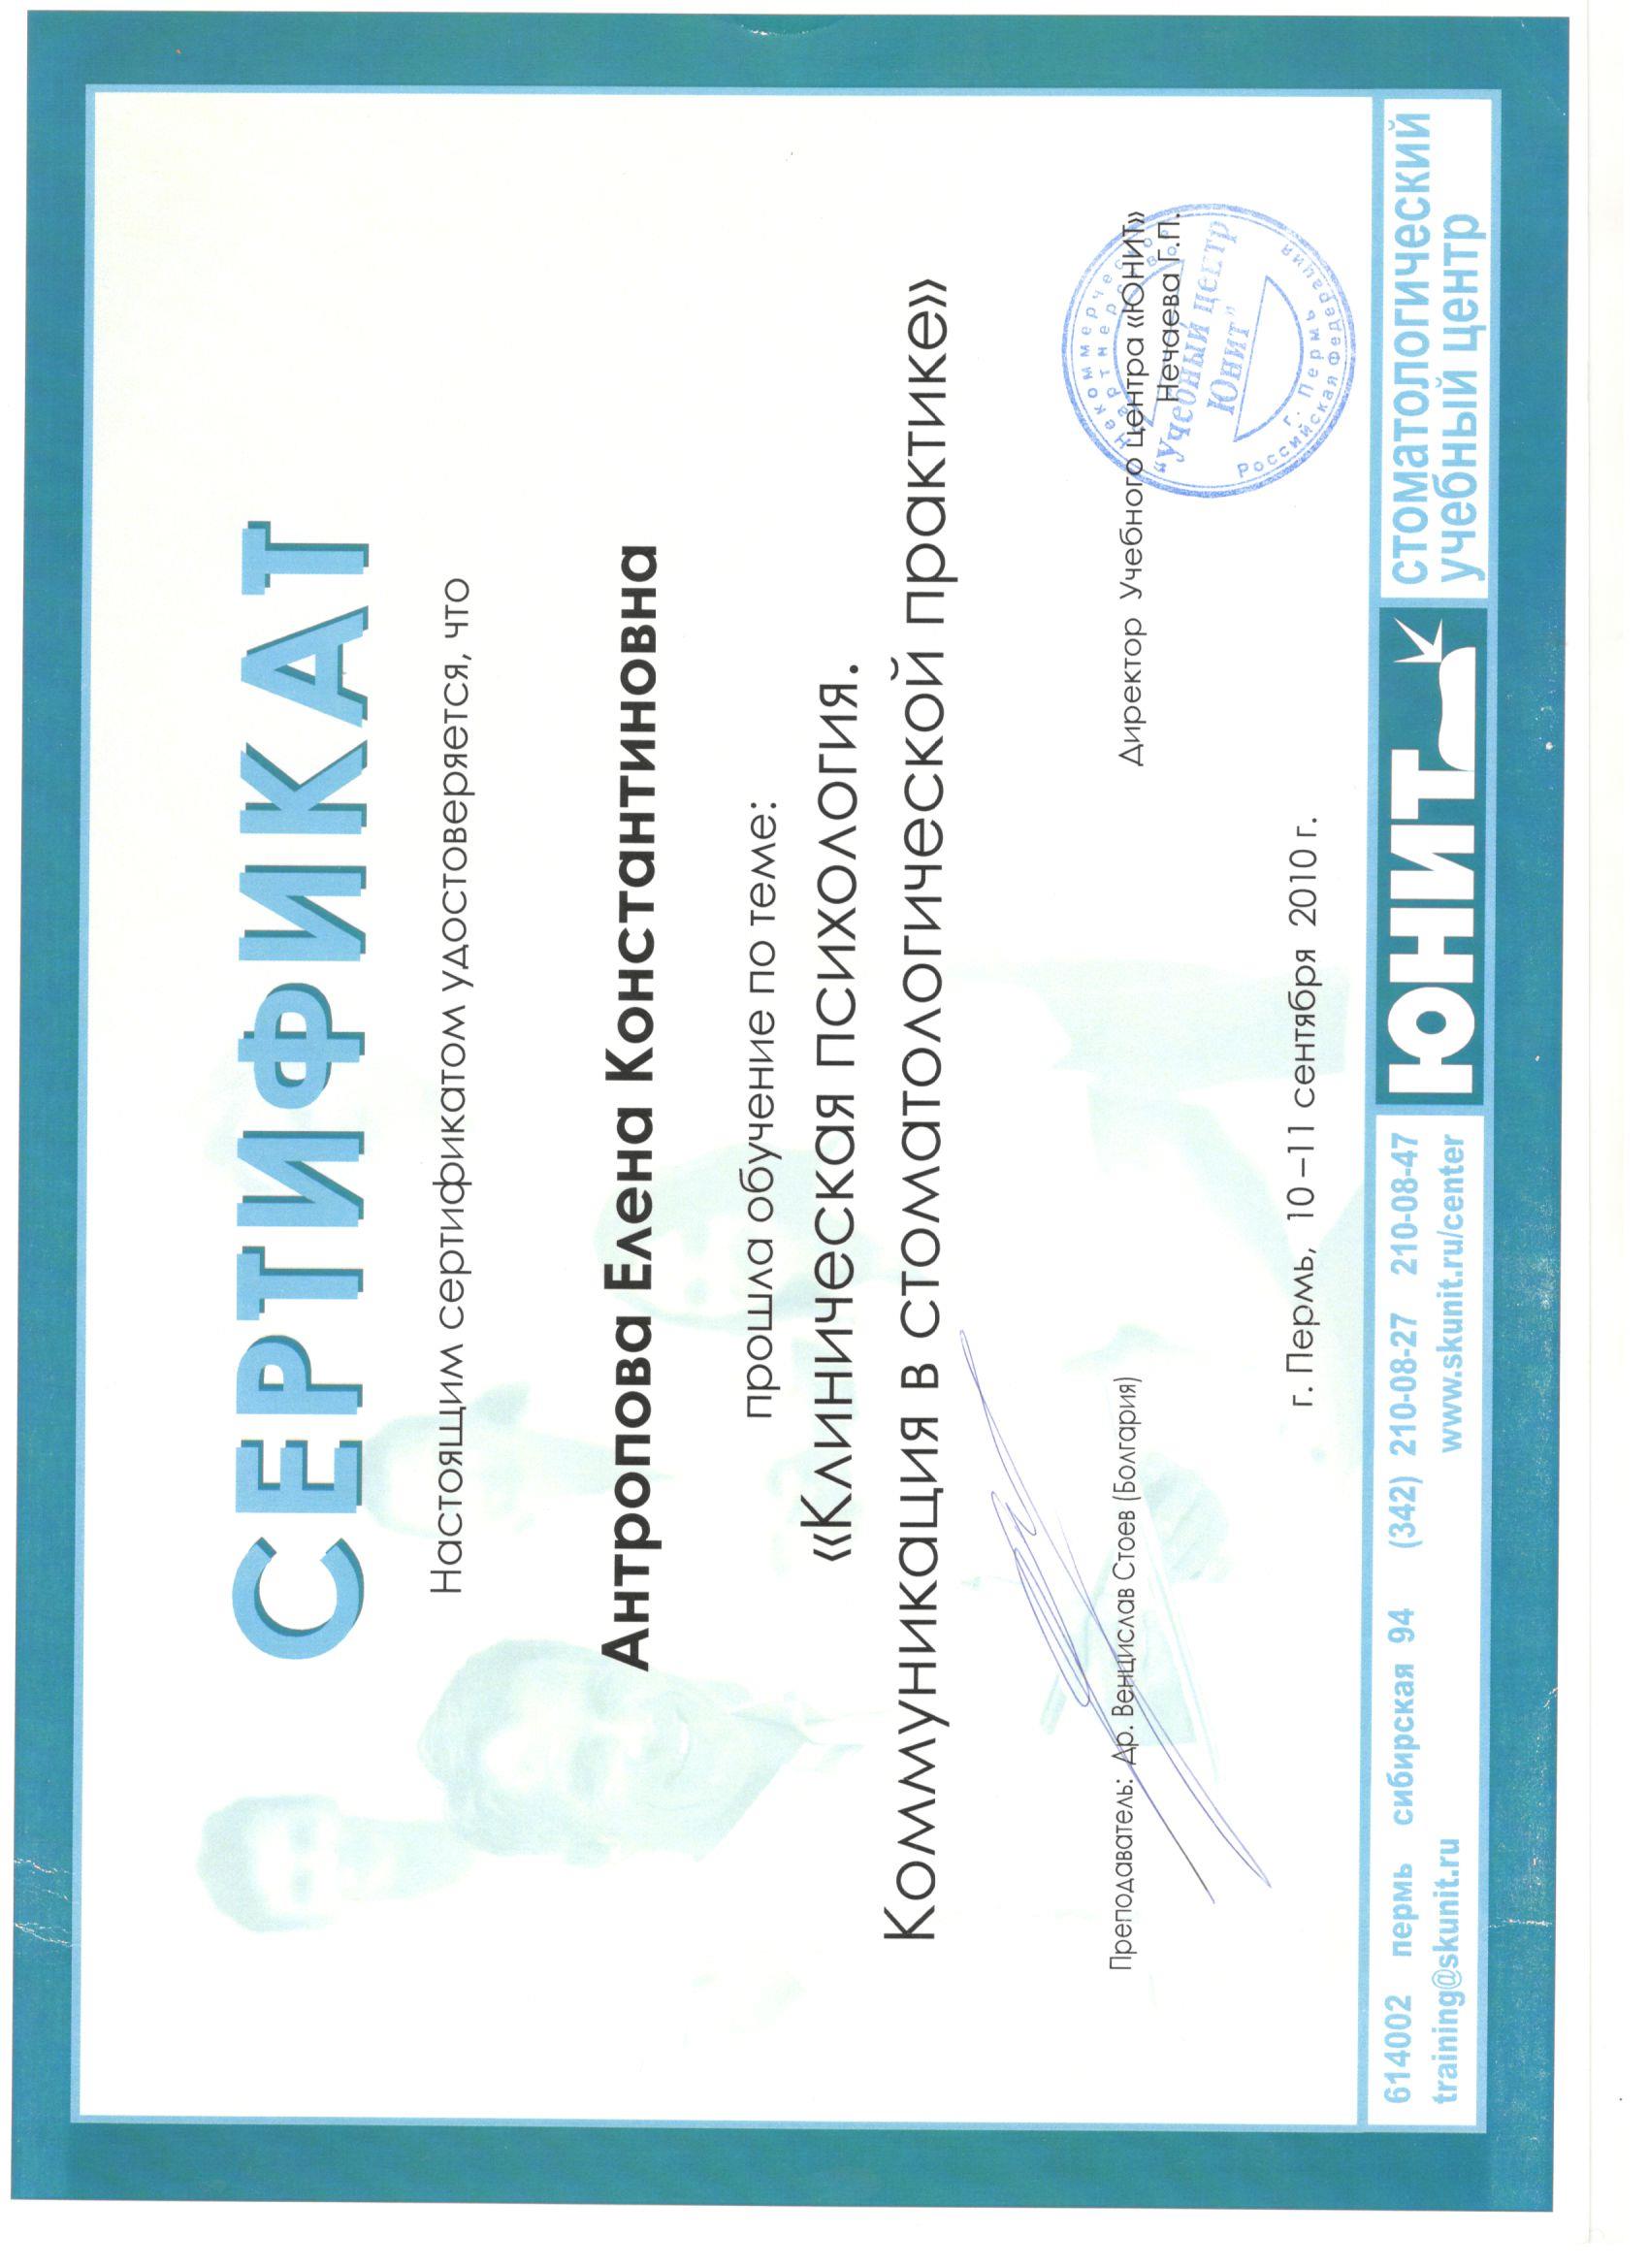 СЕРТИФИКАТ
Настоящим сертификатом удостоверяется, что
Антропова Елена Константиновна
прошла обучение по теме:
«Клиническая психология.
Коммуникация в стоматологической практике»
Преподаватель: Др. Венцислав Стоев (Болгария)
Директор Учебного центра «ЮНИТ»
Нечаева Г.П.
Некоммерческое
партнерство
“Учебный центр
Юнит”
г. Пермь
Российская Федерация
г. Пермь, 10 –11 сентября 2010 г.
614002 пермь сибирская 94 (342) 210-08-27 210-08-47
training@skunit.ru www.skunit.ru/center
ЮНИТ
стоматологический
учебный центр